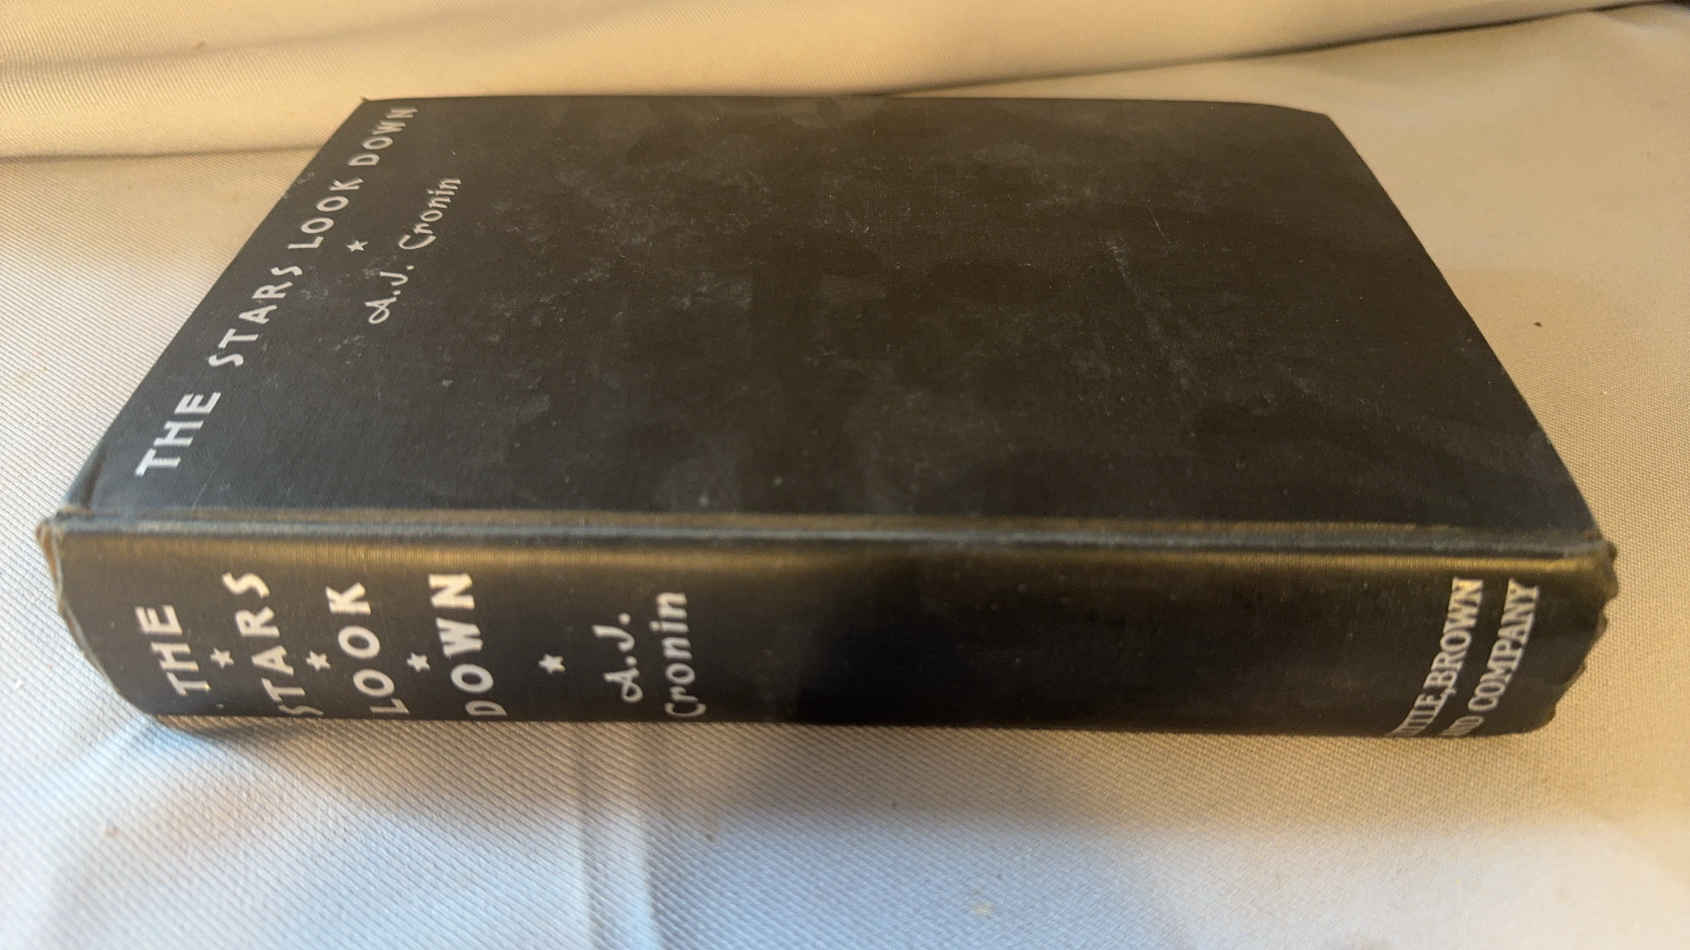 THE STARS LOOK DOWN
★
A.J. Cronin
THE
★
STARS
★
LOOK
★
DOWN
★
A.J.
Cronin
LITTLE, BROWN
AND COMPANY